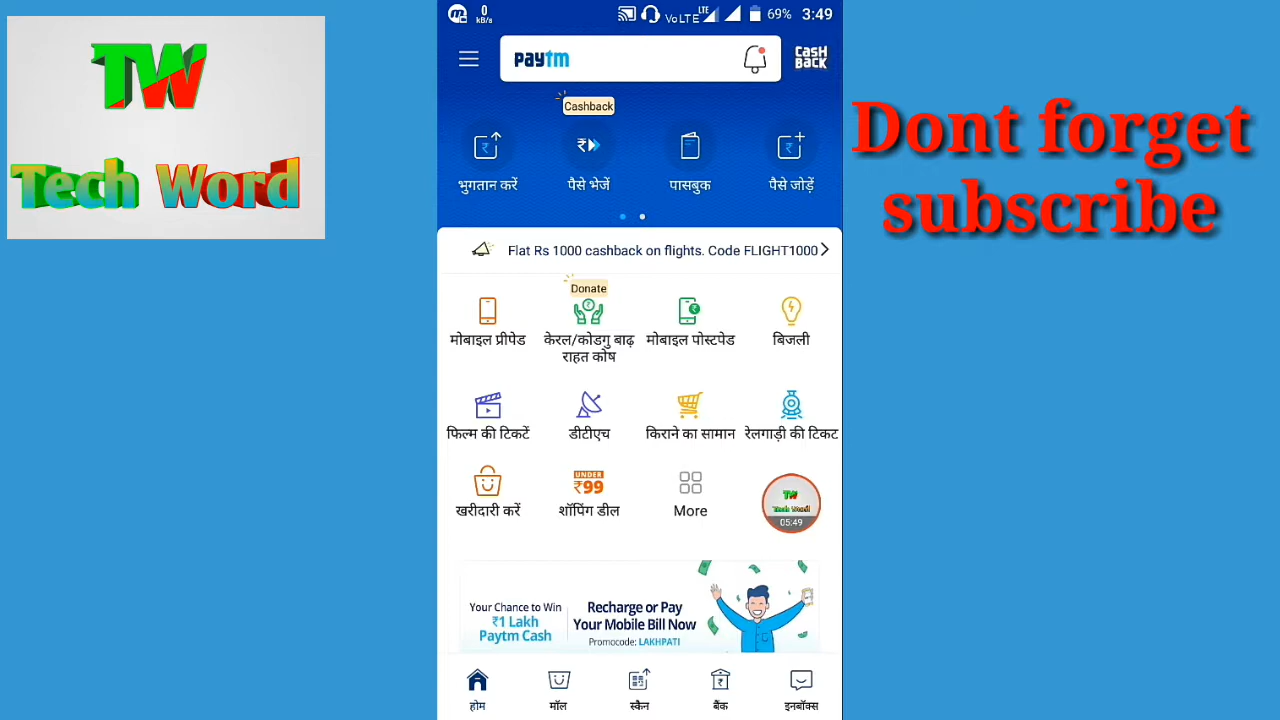 TW
Tech Word
0
kB/s
VoLTE
LTE
69%
3:49
paytm
CASH
BACK
Cashback
भुगतान करें
पैसे भेजें
पासबुक
पैसे जोड़ें
Flat Rs 1000 cashback on flights. Code FLIGHT1000
Donate
मोबाइल प्रीपेड
केरल/कोडगु बाढ़
राहत कोष
मोबाइल पोस्टपेड
बिजली
फिल्म की टिकटें
डीटीएच
किराने का सामान
रेलगाड़ी की टिकट
UNDER
₹99
खरीदारी करें
शॉपिंग डील
More
TW
Tech Word
05:49
Your Chance to Win
₹1 Lakh
Paytm Cash
Recharge or Pay
Your Mobile Bill Now
Promocode: LAKHPATI
होम
मॉल
स्कैन
बैंक
इनबॉक्स
Dont forget
subscribe